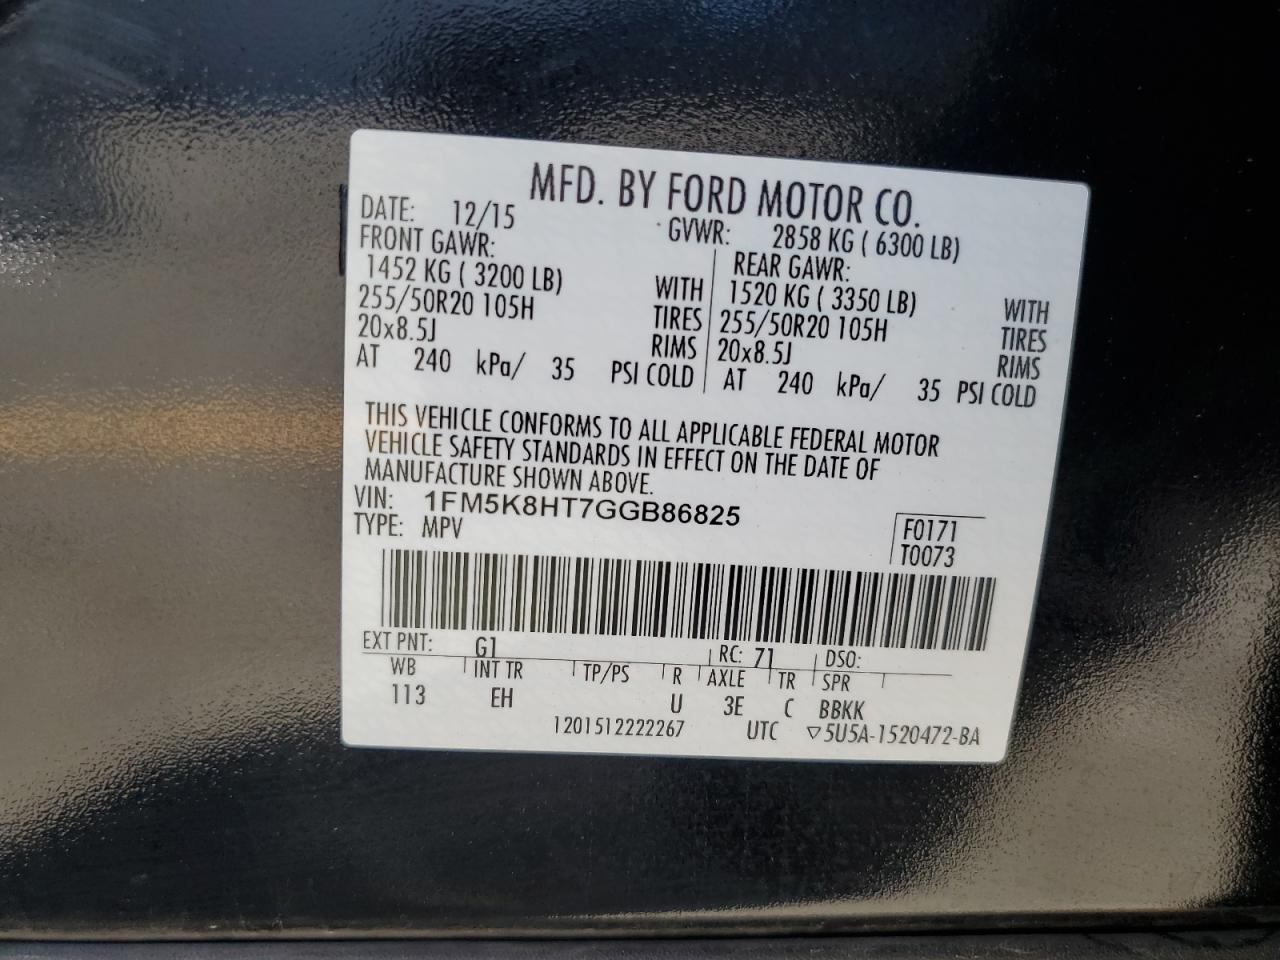 MFD. BY FORD MOTOR CO.
DATE: 12/15 GVWR: 2858 KG ( 6300 LB)
FRONT GAWR: REAR GAWR:
1452 KG ( 3200 LB) WITH 1520 KG ( 3350 LB) WITH
255/50R20 105H TIRES 255/50R20 105H TIRES
20x8.5J RIMS 20x8.5J RIMS
AT 240 kPa/ 35 PSI COLD AT 240 kPa/ 35 PSI COLD
THIS VEHICLE CONFORMS TO ALL APPLICABLE FEDERAL MOTOR
VEHICLE SAFETY STANDARDS IN EFFECT ON THE DATE OF
MANUFACTURE SHOWN ABOVE.
VIN: 1FM5K8HT7GGB86825
TYPE: MPV
F0171
T0073
EXT PNT: G1 RC: 71 DSO:
WB INT TR TP/PS R AXLE TR SPR
113 EH U 3E C BBKK
1201512222267 UTC ▽5U5A-1520472-BA